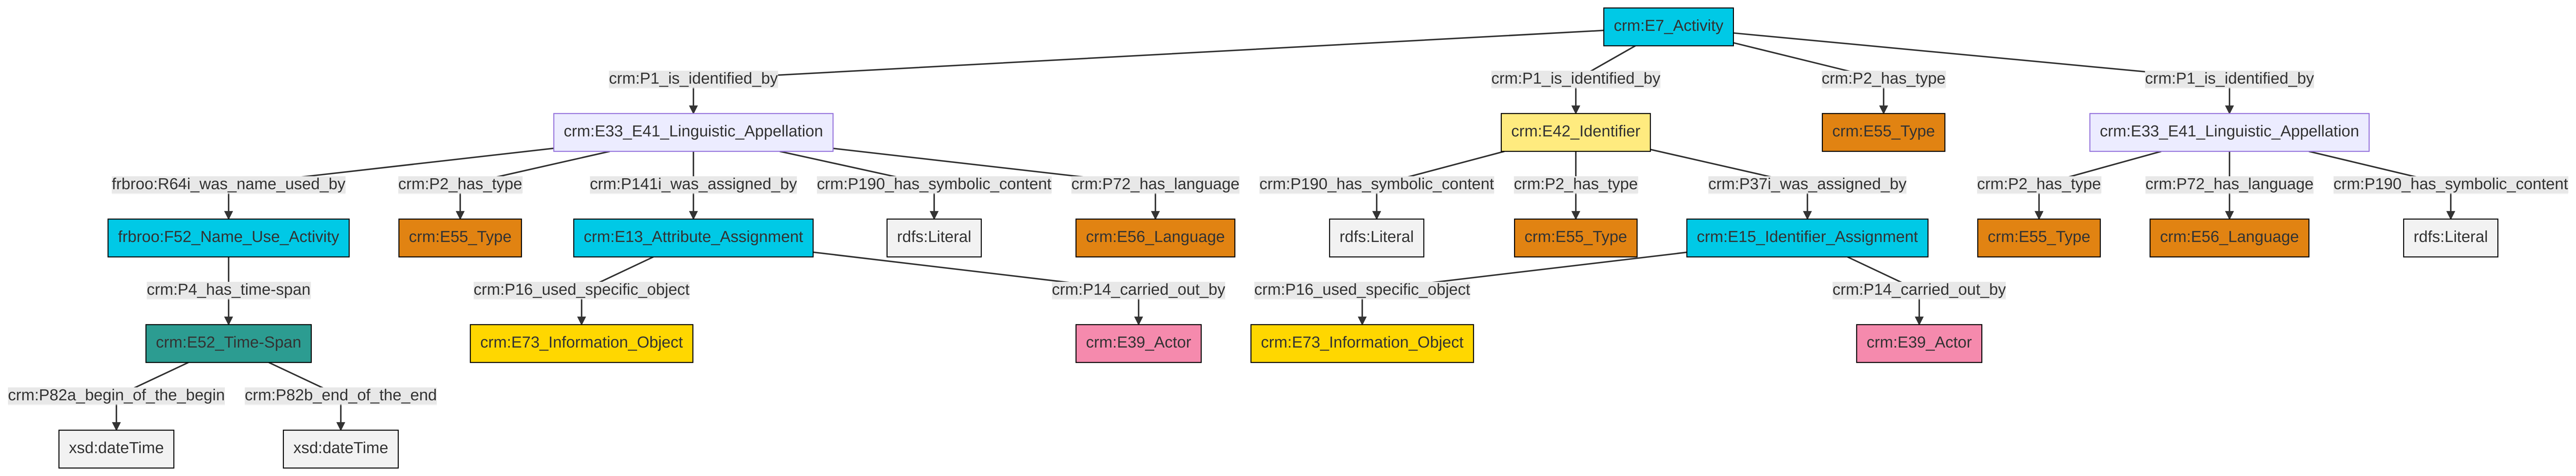 crm:E7_Activity
crm:P1_is_identified_by
crm:P1_is_identified_by
crm:P2_has_type
crm:P1_is_identified_by
crm:E33_E41_Linguistic_Appellation
crm:E42_Identifier
crm:E55_Type
crm:E33_E41_Linguistic_Appellation
frbroo:R64i_was_name_used_by
crm:P2_has_type
crm:P141i_was_assigned_by
crm:P190_has_symbolic_content
crm:P72_has_language
crm:P190_has_symbolic_content
crm:P2_has_type
crm:P37i_was_assigned_by
crm:P2_has_type
crm:P72_has_language
crm:P190_has_symbolic_content
frbroo:F52_Name_Use_Activity
crm:E55_Type
crm:E13_Attribute_Assignment
rdfs:Literal
crm:E56_Language
rdfs:Literal
crm:E55_Type
crm:E15_Identifier_Assignment
crm:E55_Type
crm:E56_Language
rdfs:Literal
crm:P4_has_time-span
crm:P16_used_specific_object
crm:P14_carried_out_by
crm:P16_used_specific_object
crm:P14_carried_out_by
crm:E52_Time-Span
crm:E73_Information_Object
crm:E39_Actor
crm:E73_Information_Object
crm:E39_Actor
crm:P82a_begin_of_the_begin
crm:P82b_end_of_the_end
xsd:dateTime
xsd:dateTime